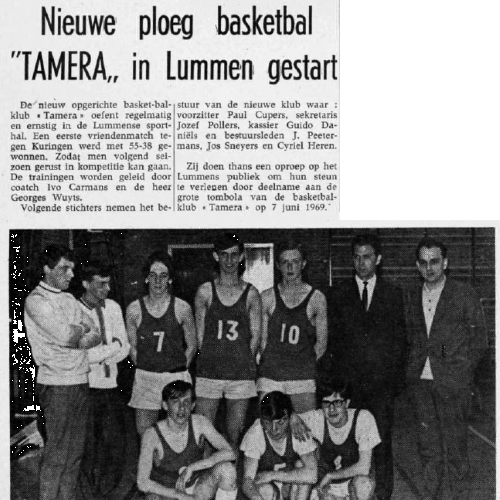 Nieuwe ploeg basketbal
"TAMERA„ in Lummen gestart
De nieuw opgerichte basket-bal-
klub « Tamera » oefent regelmatig
en ernstig in de Lummense sport-
hal. Een eerste vriendenmatch te-
gen Kuringen werd met 55-38 ge-
wonnen. Zodat men volgend sei-
zoen gerust in kompetitie kan gaan.
De trainingen worden geleid door
coatch Ivo Carmans en de heer
Georges Wuyts.
Volgende stichters nemen het be-
stuur van de nieuwe klub waar :
voorzitter Paul Cupers, sekretaris
Jozef Pollers, kassier Guido Da-
niëls en bestuursleden J. Peeter-
mans, Jos Sneyers en Cyriel Heren.
Zij doen thans een oproep op het
Lummens publiek om hun steun
te verlegen door deelname aan de
grote tombola van de basketbal-
klub « Tamera » op 7 juni 1969.
7
13
10